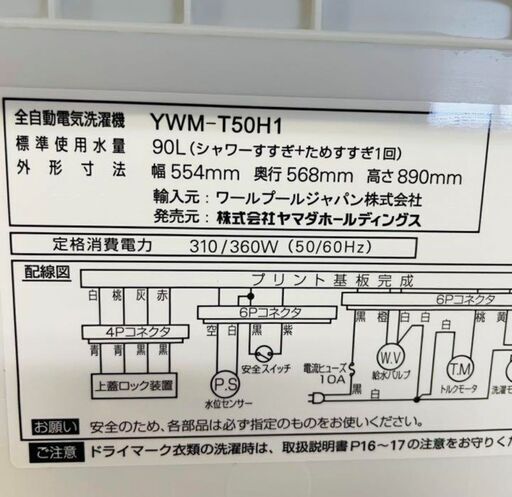 全自動電気洗濯機 YWM-T50H1
標準使用水量 90L(シャワーすすぎ+ためすすぎ1回)
外形寸法 幅 554mm 奥行 568mm 高さ 890mm
輸入元：ワールプールジャパン株式会社
発売元：株式会社ヤマダホールディングス
定格消費電力 310/360W（50/60Hz）
配線図
プリント基板完成
白 桃 灰 赤
4Pコネクタ
青 青 黒 黒
上蓋ロック装置
6Pコネクタ
空 白 黒 紫
P.S
水位センサー
安全スイッチ
6Pコネクタ
黒 橙 白 白 桃 黄
電流ヒューズ
10A
W.V
給水バルブ
黒 白
T.M
トルクモータ
洗濯モー
お願い 安全のため、各部品は必ず指定のものをお使いください。
ご注意 ドライマーク衣類の洗濯時は、取扱説明書P16～17の注意をお守りくだ